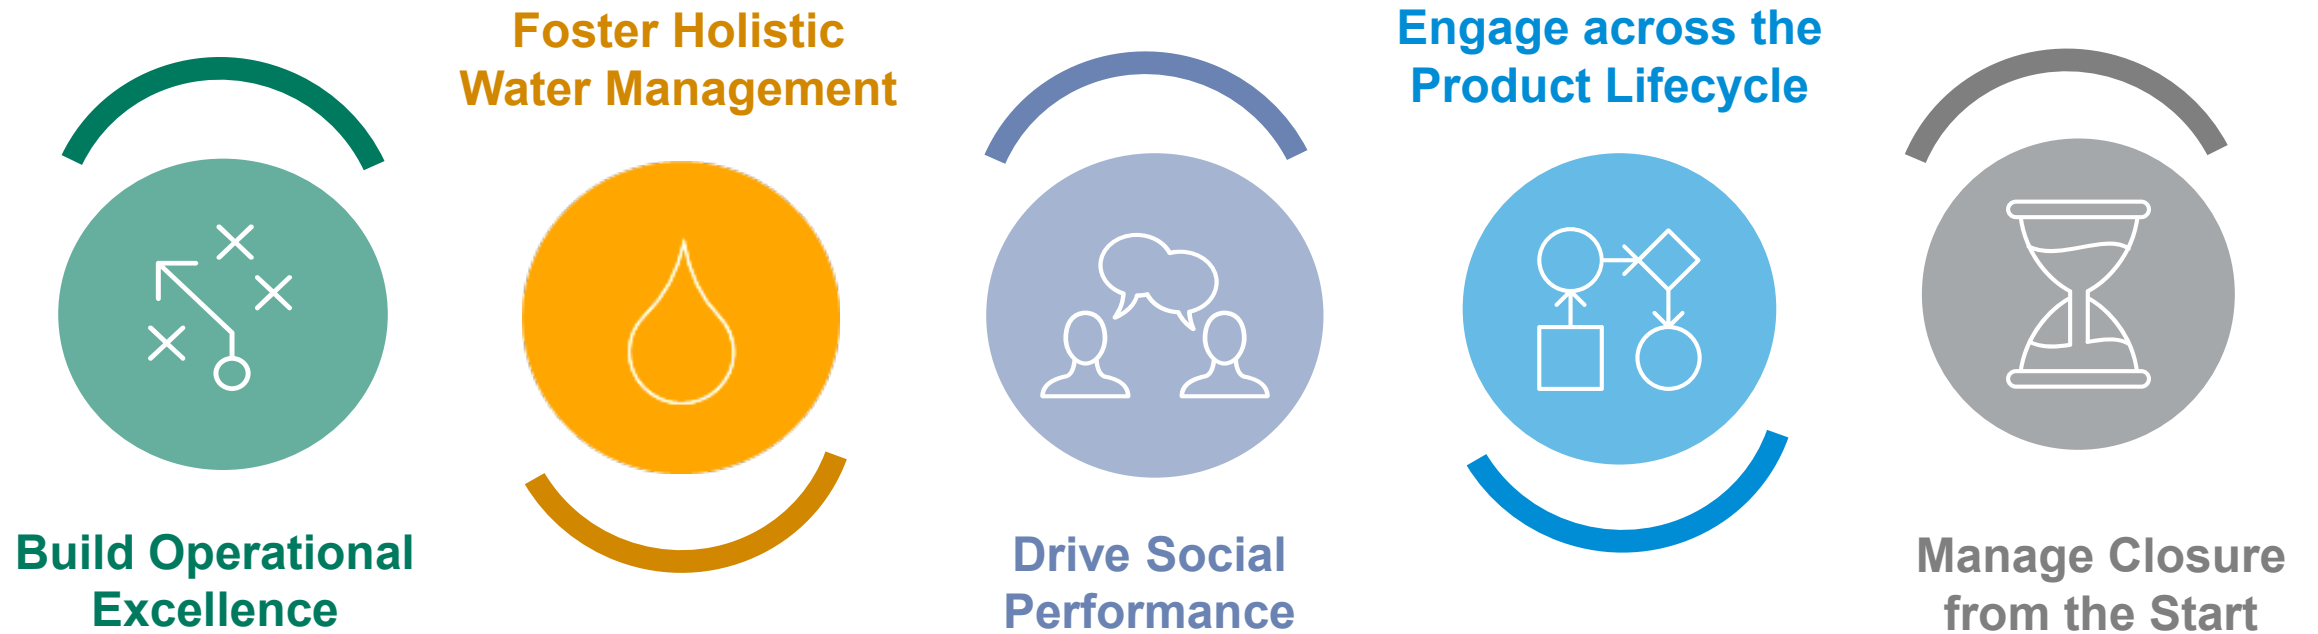 Build Operational
Excellence
Foster Holistic
Water Management
Drive Social
Performance
Engage across the
Product Lifecycle
Manage Closure
from the Start